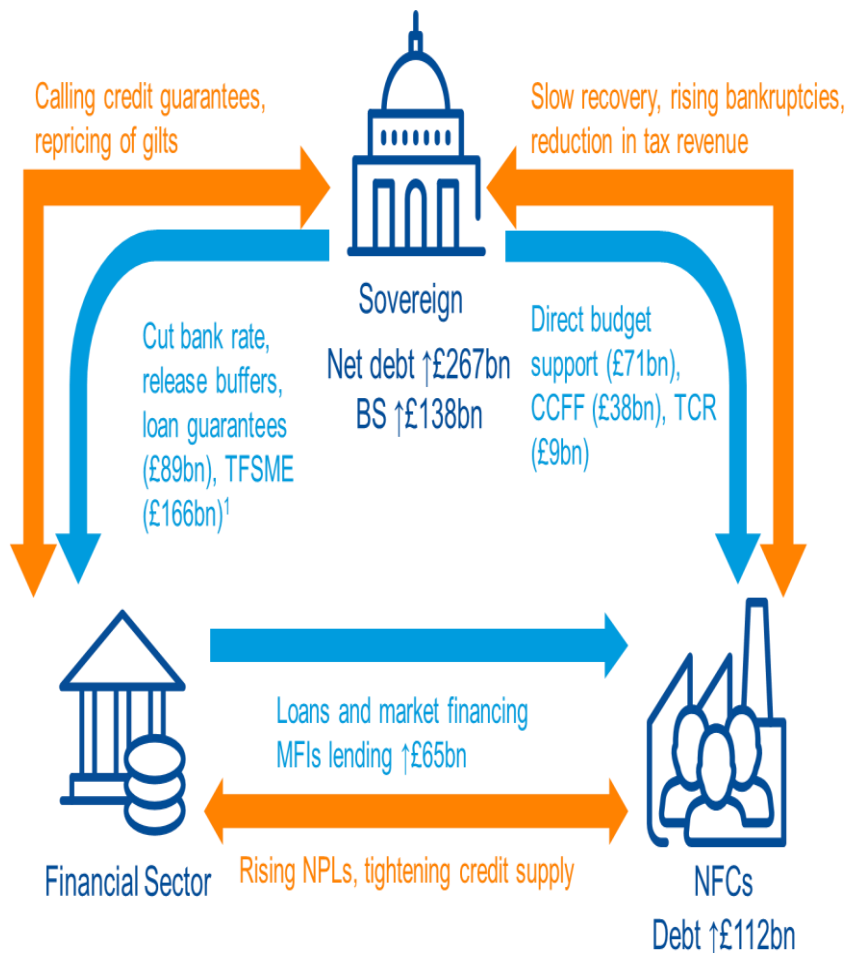 Calling credit guarantees,
repricing of gilts
Slow recovery, rising bankruptcies,
reduction in tax revenue
Sovereign
Net debt ↑£267bn
BS ↑£138bn
Cut bank rate,
release buffers,
loan guarantees
(£89bn), TFSME
(£166bn)¹
Direct budget
support (£71bn),
CCFF (£38bn), TCR
(£9bn)
Loans and market financing
MFIs lending ↑£65bn
Financial Sector
Rising NPLs, tightening credit supply
NFCs
Debt ↑£112bn